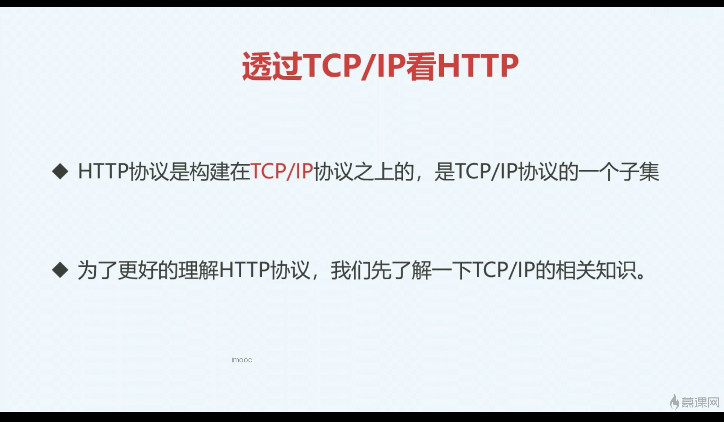 透过TCP/IP看HTTP
◆ HTTP协议是构建在TCP/IP协议之上的，是TCP/IP协议的一个子集
◆ 为了更好的理解HTTP协议，我们先了解一下TCP/IP的相关知识。
imooc
慕课网